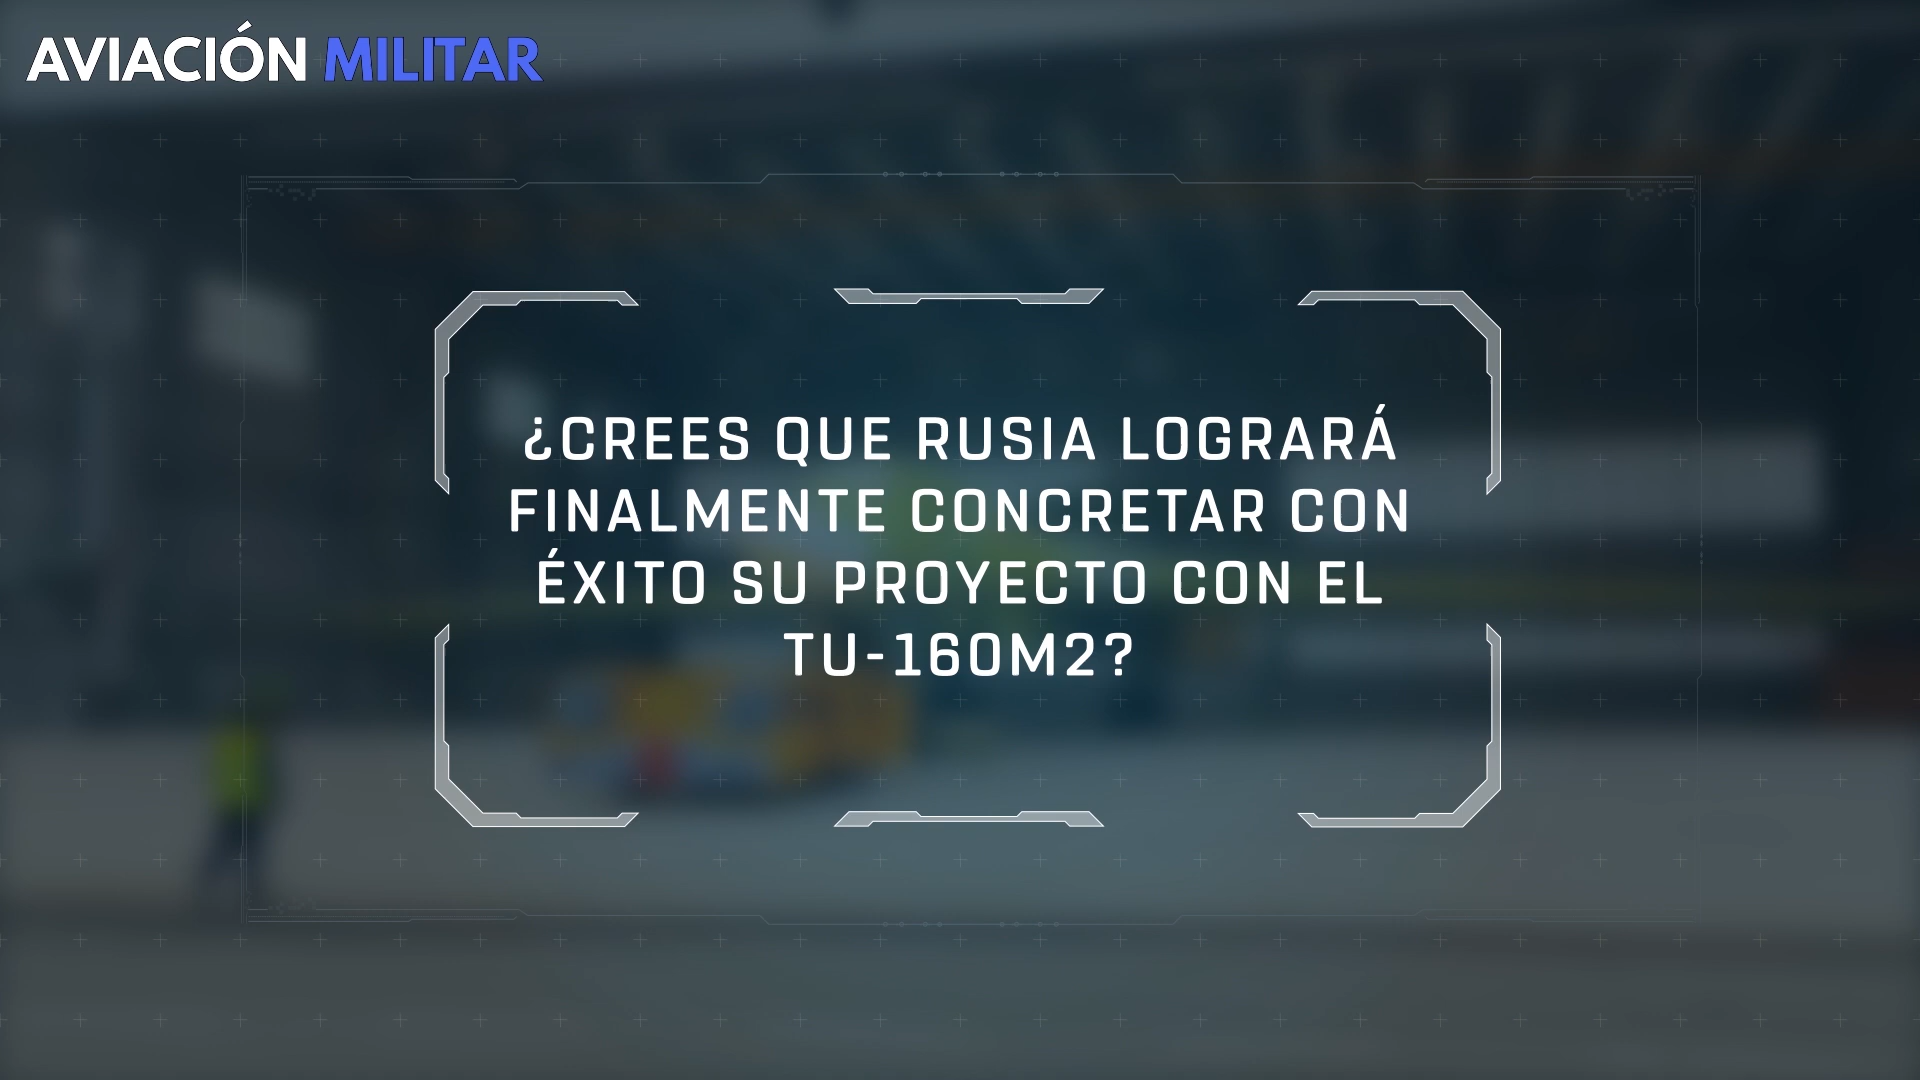 AVIACIÓN MILITAR
¿CREES QUE RUSIA LOGRARÁ
FINALMENTE CONCRETAR CON
ÉXITO SU PROYECTO CON EL
TU-160M2?